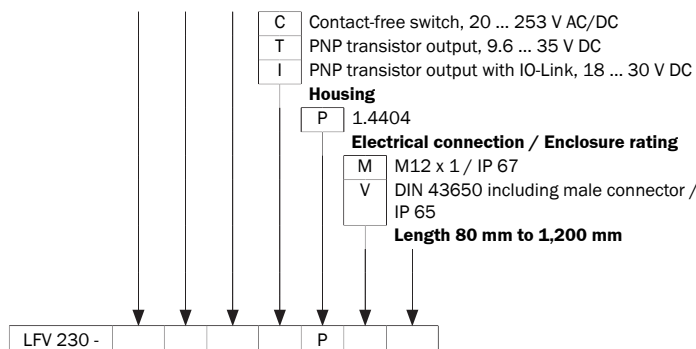 C Contact-free switch, 20 ... 253 V AC/DC
T PNP transistor output, 9.6 ... 35 V DC
I PNP transistor output with IO-Link, 18 ... 30 V DC
Housing
P 1.4404
Electrical connection / Enclosure rating
M M12 x 1 / IP 67
V DIN 43650 including male connector /
IP 65
Length 80 mm to 1,200 mm
LFV 230 - P